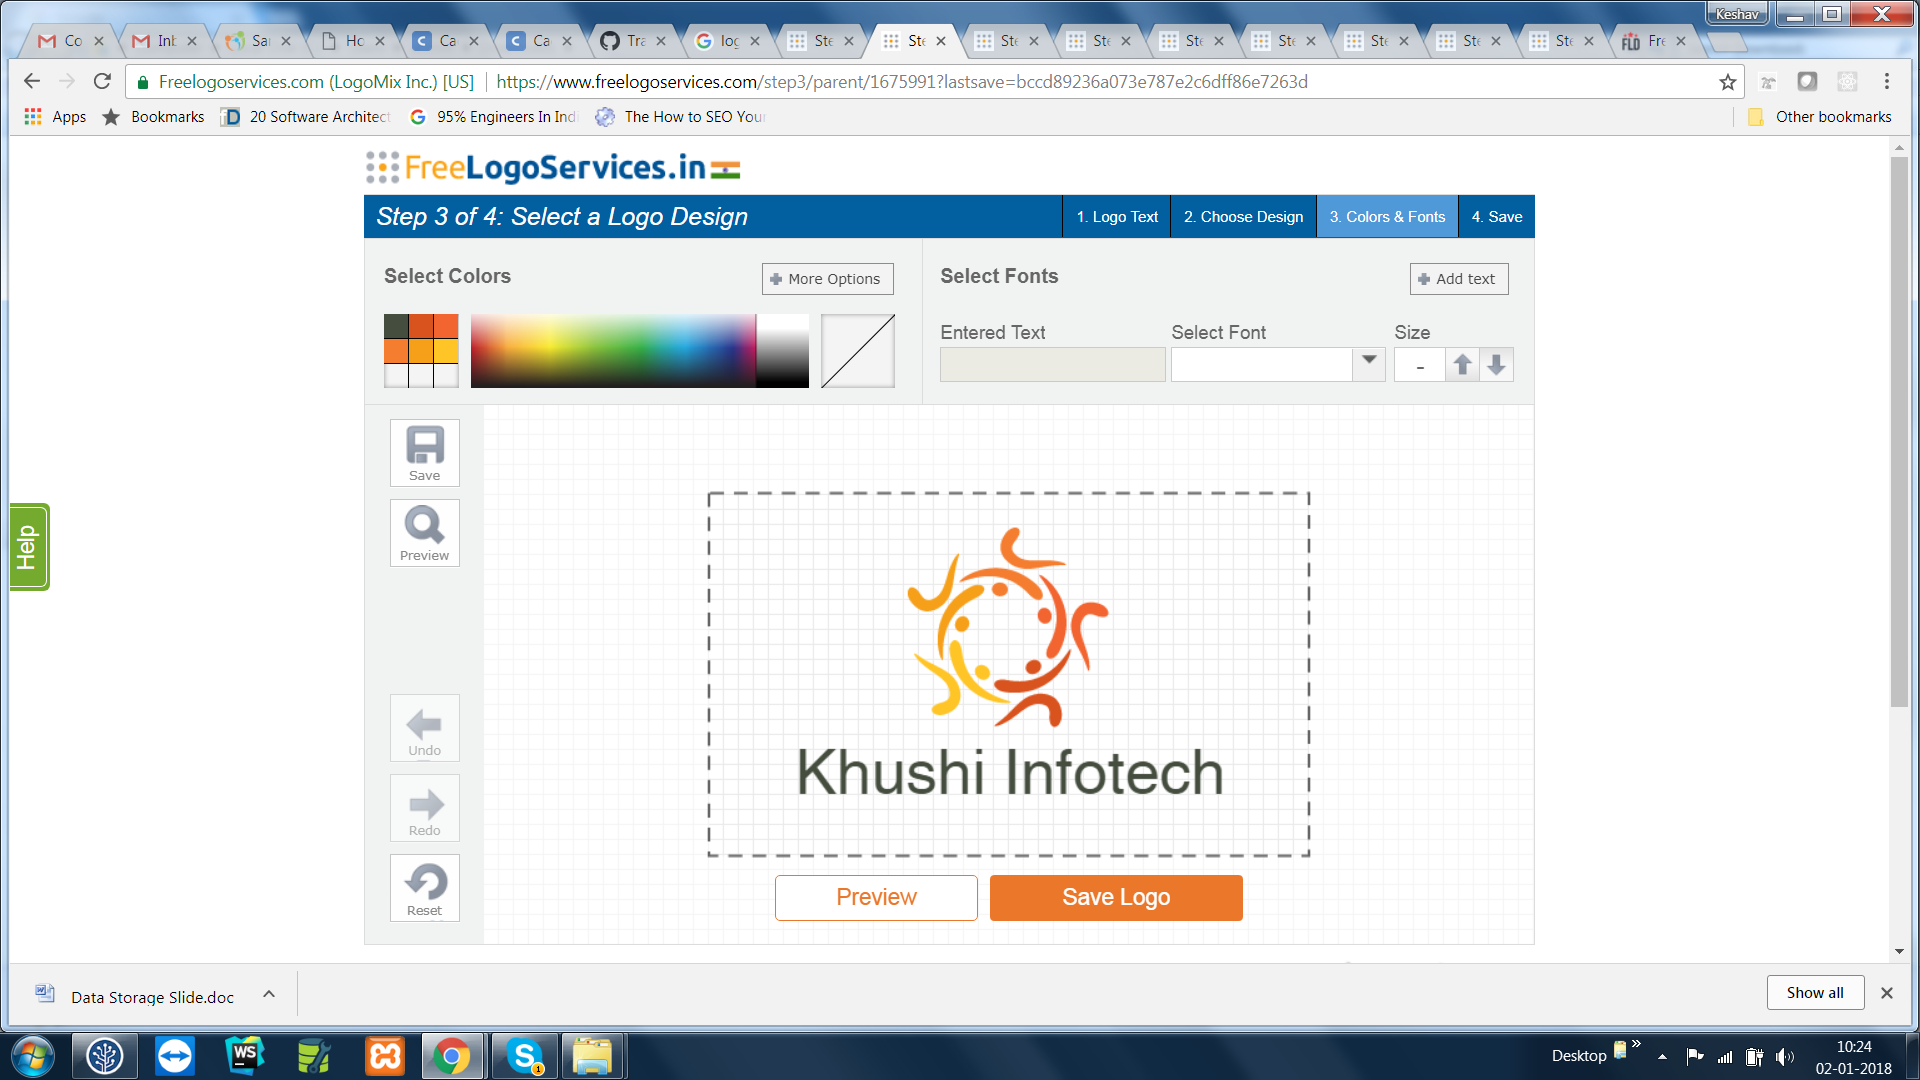 Keshav
Co
Inb
Sar
Ho
Ca
Ca
Tra
log
Ste
Ste
Ste
Ste
Ste
Ste
Ste
Ste
Ste
Fre
Freelogoservices.com (LogoMix Inc.) [US]
https://www.freelogoservices.com/step3/parent/1675991?lastsave=bccd89236a073e787e2c6dff86e7263d
Apps
Bookmarks
20 Software Architect
95% Engineers In Ind
The How to SEO Your
Other bookmarks
FreeLogoServices.in
Step 3 of 4: Select a Logo Design
1. Logo Text
2. Choose Design
3. Colors & Fonts
4. Save
Select Colors
More Options
Select Fonts
Add text
Entered Text
Select Font
Size
-
Save
Preview
Help
Undo
Redo
Reset
Khushi Infotech
Preview
Save Logo
Data Storage Slide.doc
Show all
Desktop
10:24
02-01-2018